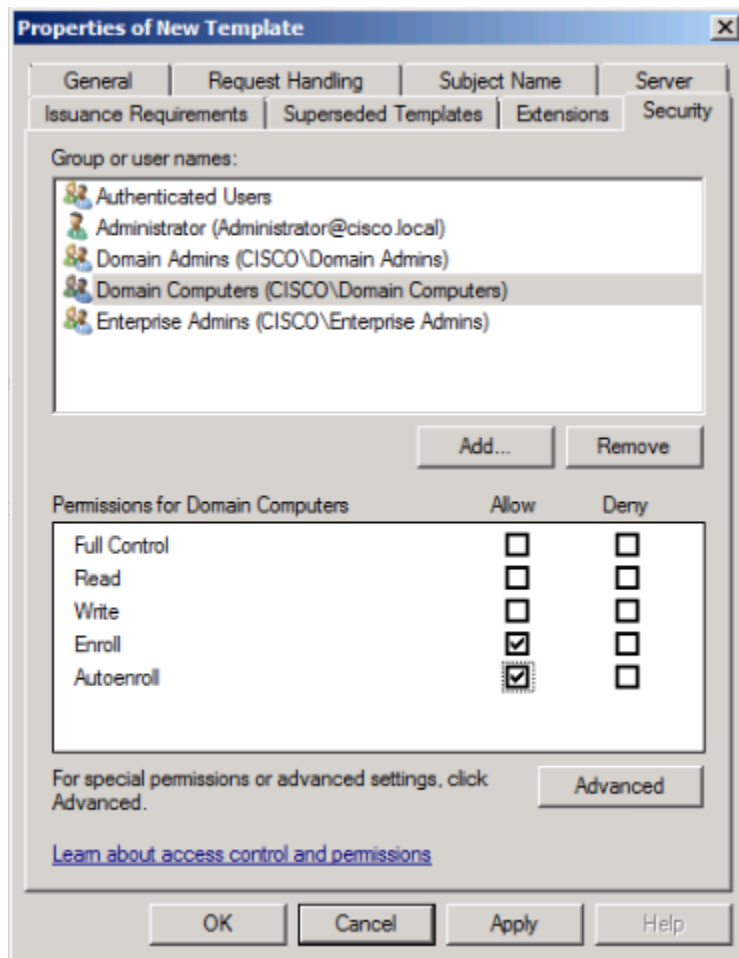 Properties of New Template
General Request Handling Subject Name Server
Issuance Requirements Superseded Templates Extensions Security
Group or user names:
Authenticated Users
Administrator (Administrator@cisco.local)
Domain Admins (CISCO\Domain Admins)
Domain Computers (CISCO\Domain Computers)
Enterprise Admins (CISCO\Enterprise Admins)
Add... Remove
Permissions for Domain Computers Allow Deny
Full Control
Read
Write
Enroll
Autoenroll
For special permissions or advanced settings, click
Advanced.
Advanced
Learn about access control and permissions
OK Cancel Apply Help